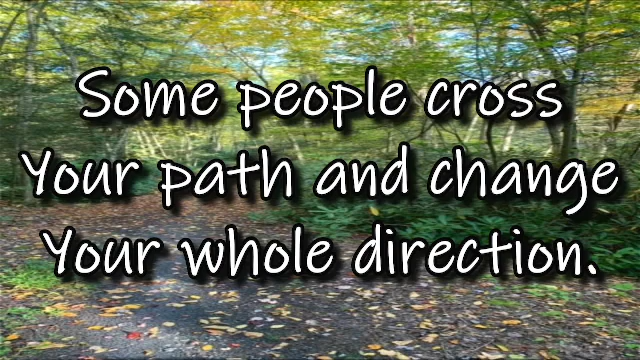 Some people cross
Your path and change
Your whole direction.